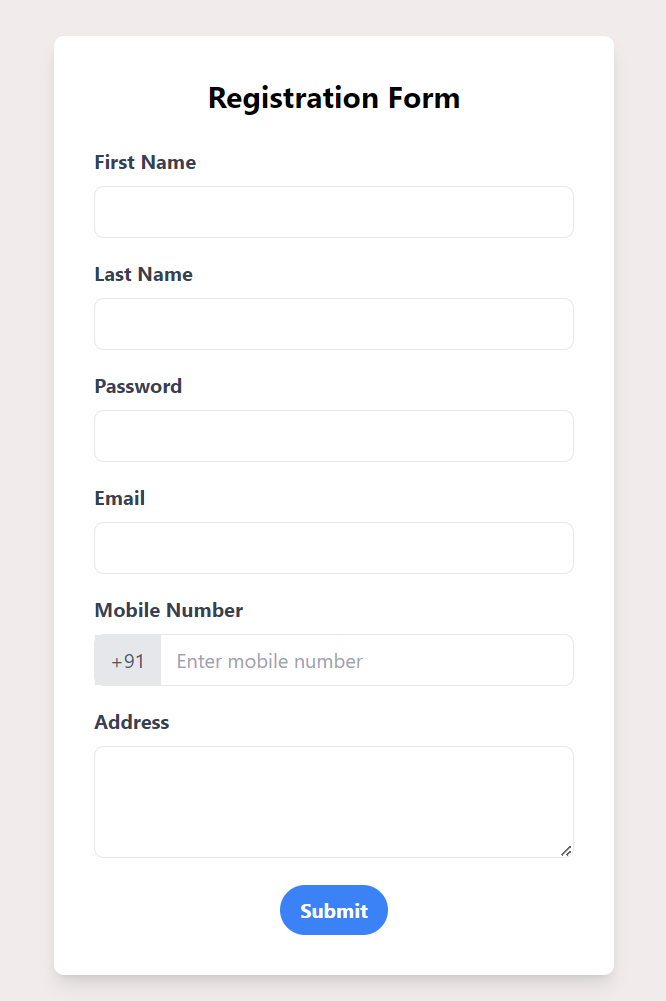 Registration Form
First Name
Last Name
Password
Email
Mobile Number
+91 Enter mobile number
Address
Submit